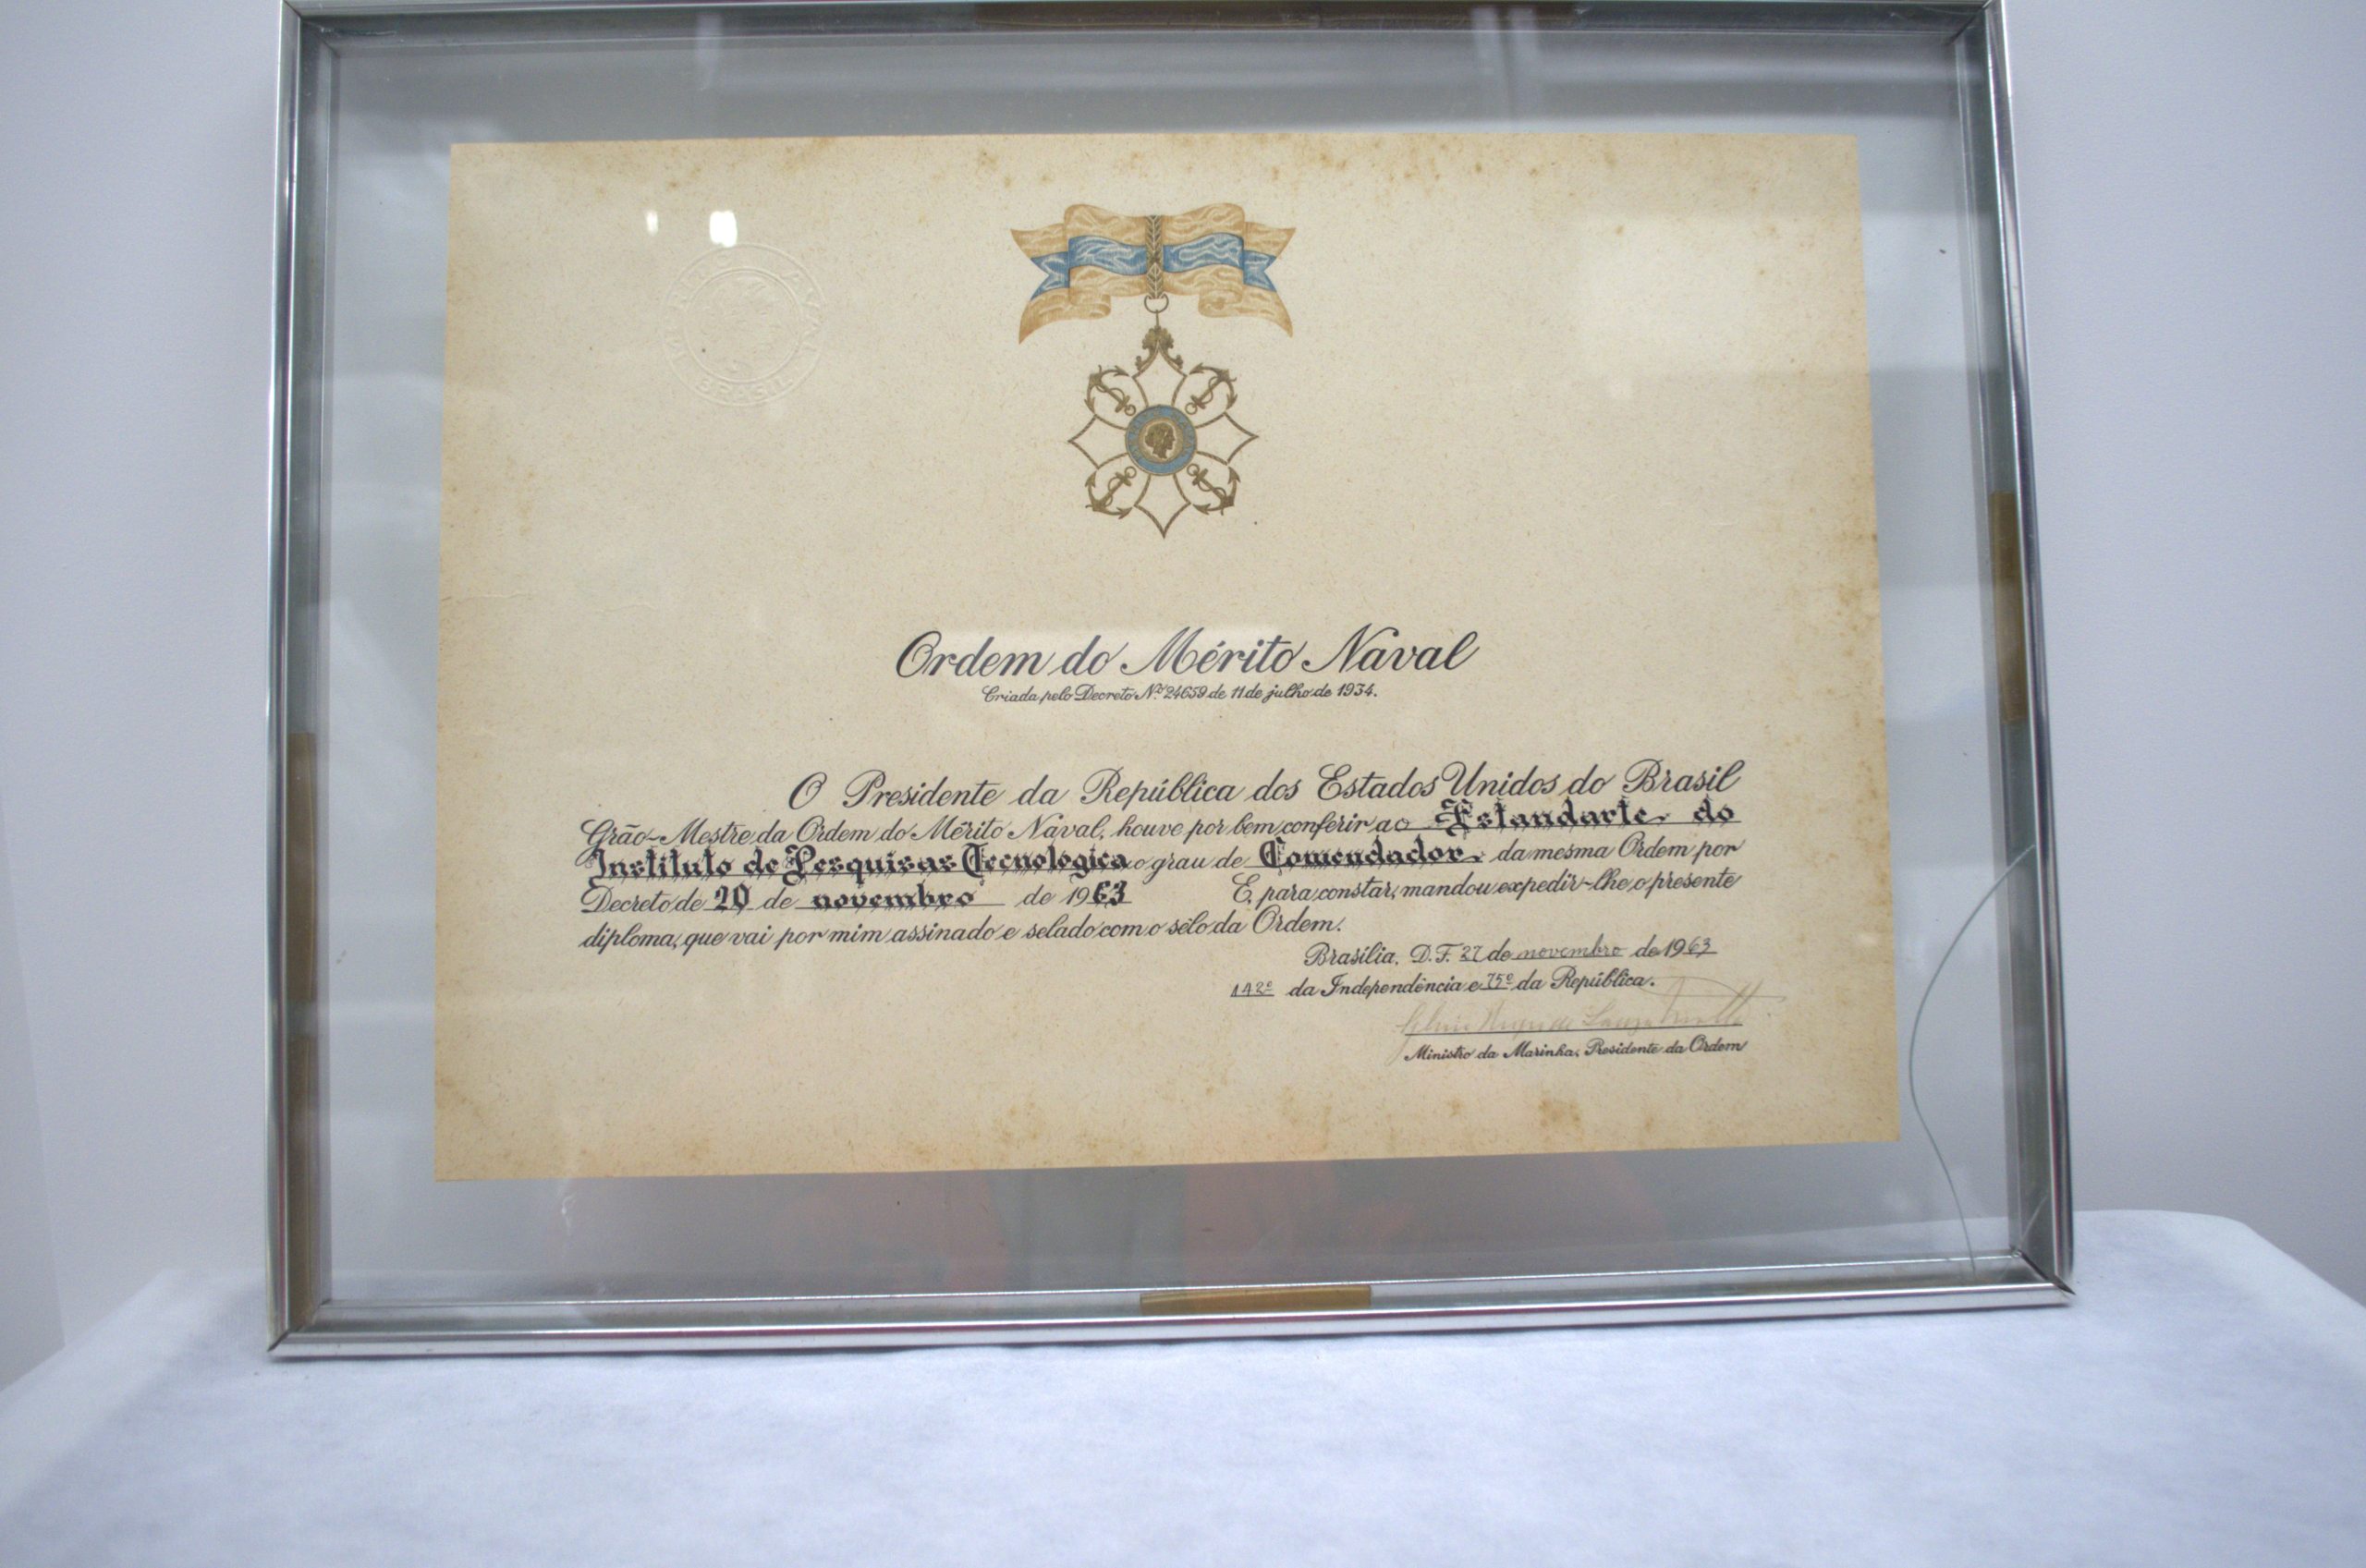 BRASIL
Ordem do Mérito Naval
Criada pelo Decreto Nº 24659 de 11 de julho de 1934.
O Presidente da República dos Estados Unidos do Brasil
Grão-Mestre da Ordem do Mérito Naval, houve por bem conferir ao Estandarte do
Instituto de Pesquisas Tecnologica o grau de Comendador da mesma Ordem por
Decreto de 20 de novembro de 1963 E, para constar, mandou expedir-lhe o presente
diploma, que vai por mim assinado e selado com o sêlo da Ordem.
Brasília, D.F. 27 de novembro de 1963
142º da Independência e 75º da República.
Ministro da Marinha, Presidente da Ordem